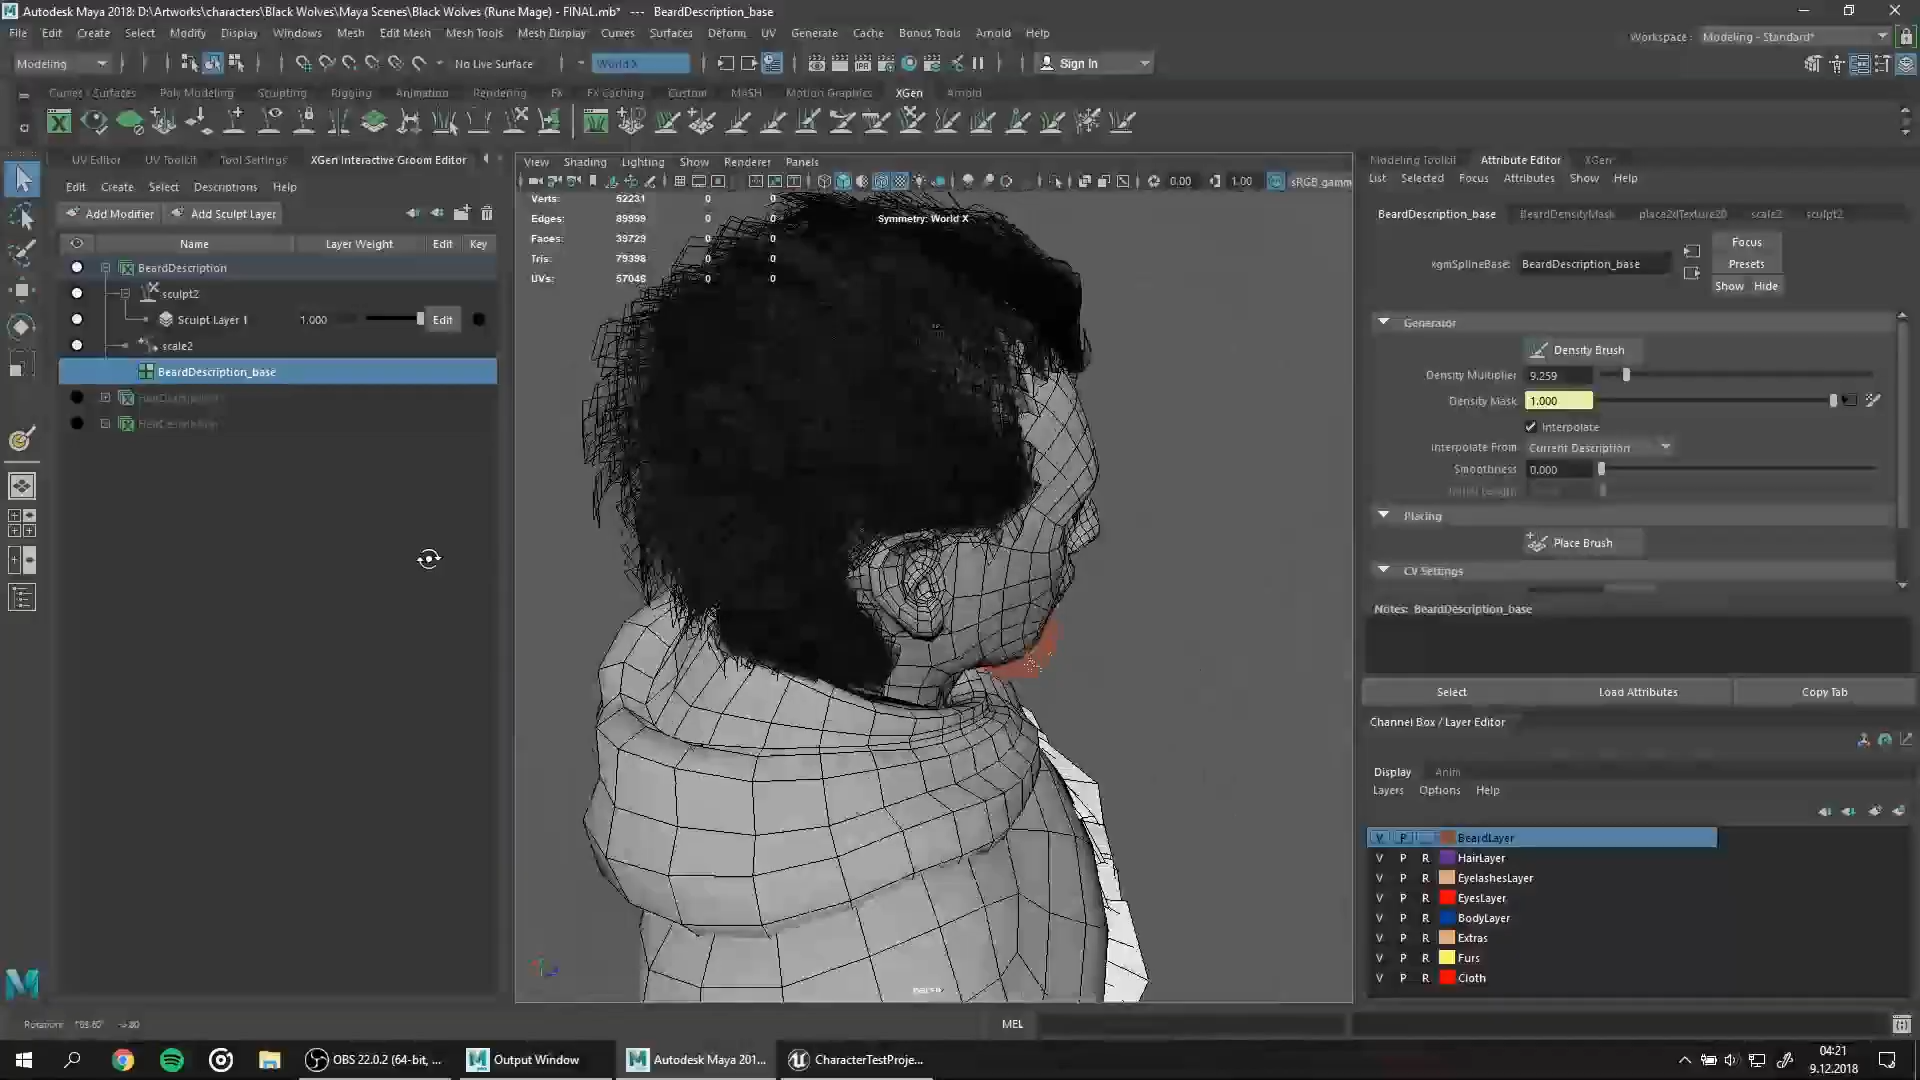 Autodesk Maya 2018: D:\Artworks\characters\Black Wolves\Maya Scenes\Black Wolves (Rune Mage) - FINAL.mb* --- BeardDescription_base
File Edit Create Select Modify Display Windows Mesh Edit Mesh Mesh Tools Mesh Display Curves Surfaces Deform UV Generate Cache Bonus Tools Arnold Help
Workspace: Modeling - Standard*
Modeling No Live Surface World X Sign In
Curves / Surfaces Poly Modeling Sculpting Rigging Animation Rendering FX FX Caching Custom MASH Motion Graphics XGen Arnold
UV Editor UV Toolkit Tool Settings XGen Interactive Groom Editor
Edit Create Select Descriptions Help
Add Modifier Add Sculpt Layer
Name Layer Weight Edit Key
BeardDescription
sculpt2
Sculpt Layer 1 1.000 Edit
scale2
BeardDescription_base
View Shading Lighting Show Renderer Panels
0.00 1.00 sRGB gamm
Verts: 52231 0 0
Edges: 89999 0 0
Faces: 39729 0 0
Tris: 79398 0 0
UVs: 57046 0 0
Symmetry: World X
Modeling Toolkit Attribute Editor XGen
List Selected Focus Attributes Show Help
BeardDescription_base BeardDensityMask place2dTexture20 scale2 sculpt2
xgmSplineBase: BeardDescription_base
Focus
Presets
Show Hide
Generator
Density Brush
Density Multiplier 9.259
Density Mask 1.000
Interpolate
Interpolate From Current Description
Smoothness 0.000
Placing
Place Brush
CV Settings
Notes: BeardDescription_base
Select Load Attributes Copy Tab
Channel Box / Layer Editor
Display Anim
Layers Options Help
V P BeardLayer
V P R HairLayer
V P R EyelashesLayer
V P R EyesLayer
V P R BodyLayer
V P R Extras
V P R Furs
V P R Cloth
MEL
OBS 22.0.2 (64-bit, ...
Output Window
Autodesk Maya 201...
CharacterTestProje...
04:21
9.12.2018